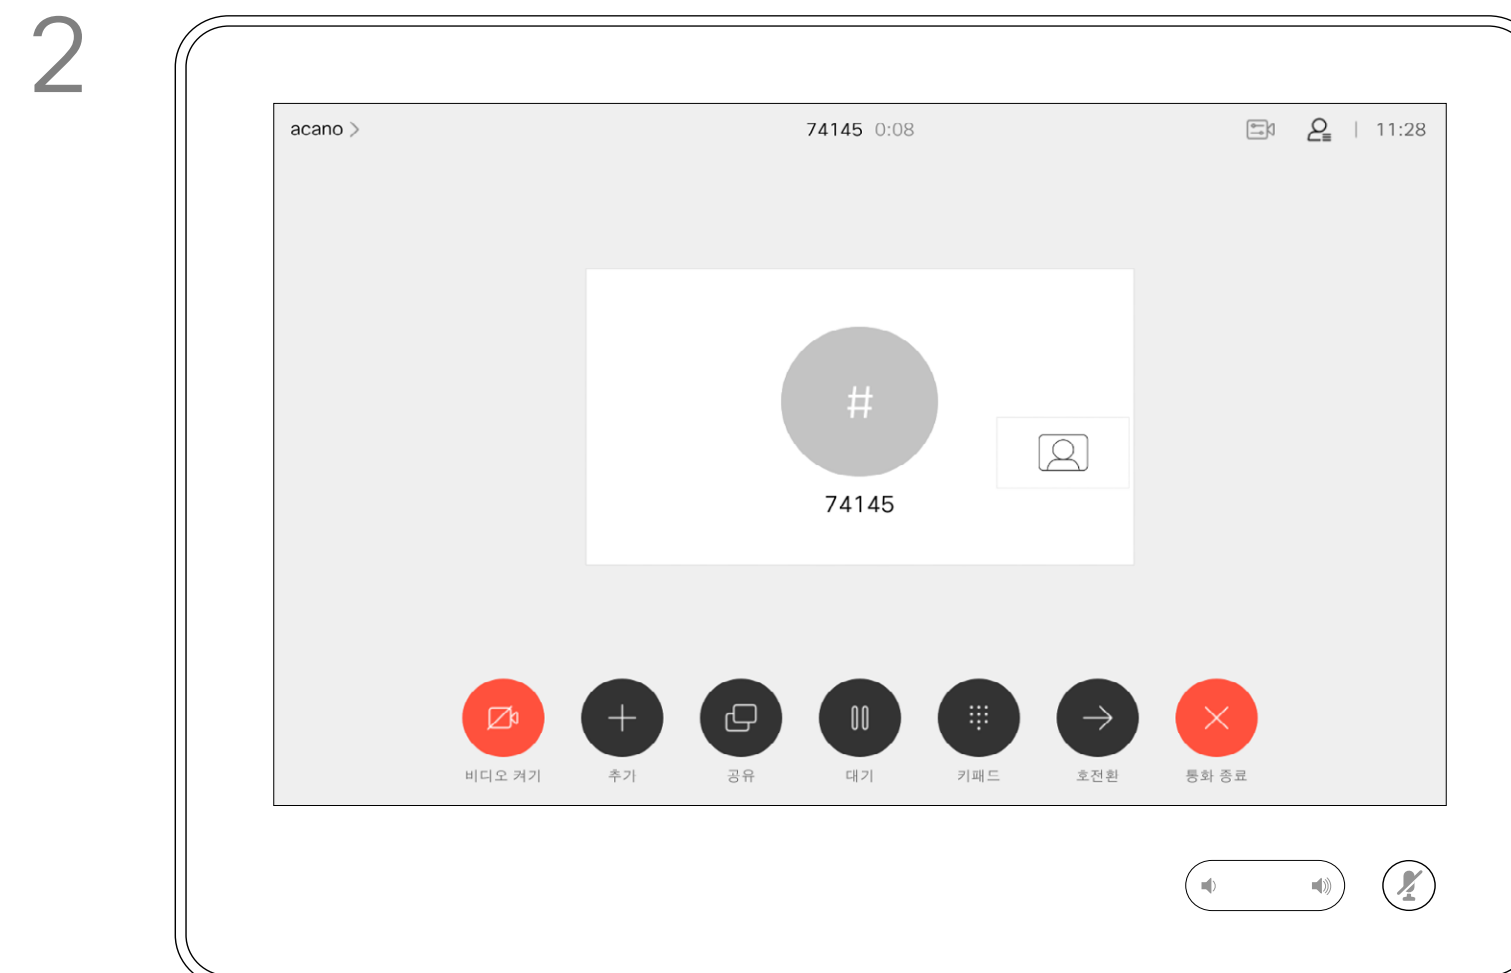 2
acano
74145 0:08
11:28
#
74145
비디오 켜기
추가
공유
대기
키패드
호전환
통화 종료